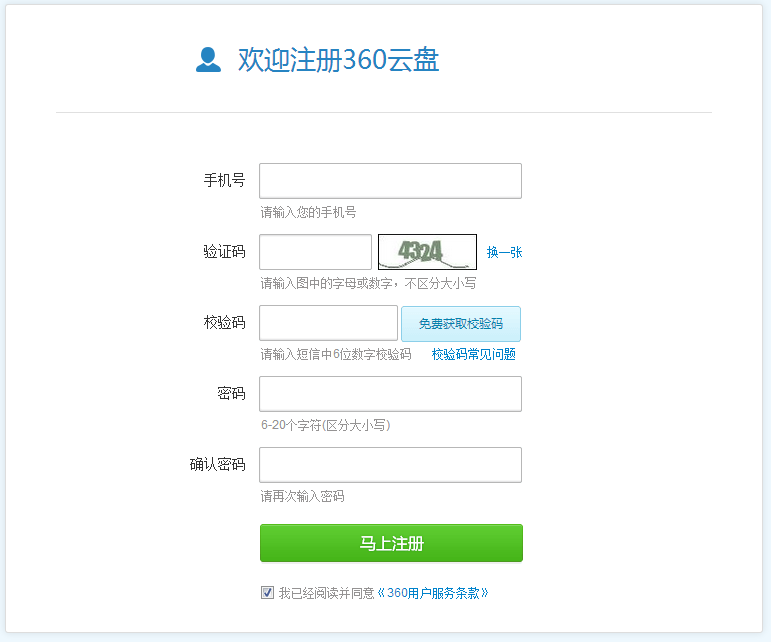 欢迎注册360云盘
手机号
请输入您的手机号
验证码 4324 换一张
请输入图中的字母或数字，不区分大小写
校验码 免费获取校验码
请输入短信中6位数字校验码 校验码常见问题
密码
6-20个字符(区分大小写)
确认密码
请再次输入密码
马上注册
我已经阅读并同意《360用户服务条款》